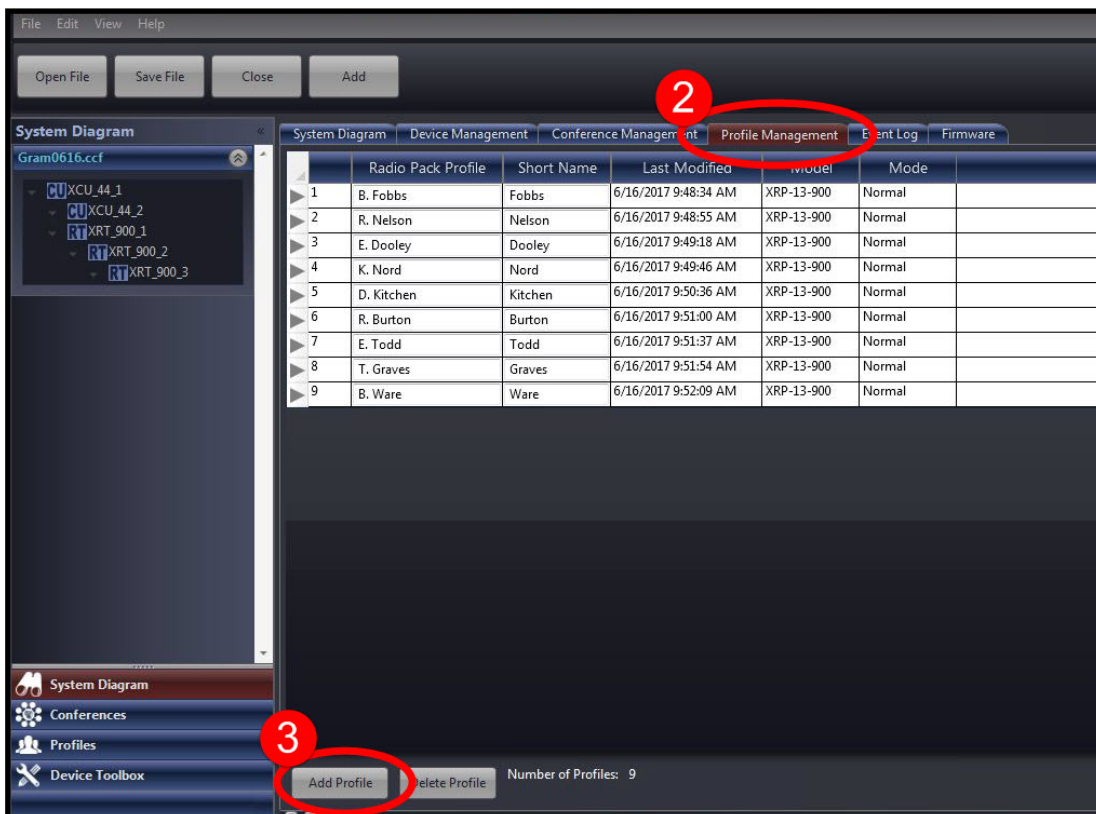 File Edit View Help
Open File Save File Close Add
2
System Diagram
Gram0616.ccf
CU XCU_44_1
CU XCU_44_2
RT XRT_900_1
RT XRT_900_2
RT XRT_900_3
System Diagram Device Management Conference Management Profile Management Event Log Firmware
Radio Pack Profile Short Name Last Modified Model Mode
1 B. Fobbs Fobbs 6/16/2017 9:48:34 AM XRP-13-900 Normal
2 R. Nelson Nelson 6/16/2017 9:48:55 AM XRP-13-900 Normal
3 E. Dooley Dooley 6/16/2017 9:49:18 AM XRP-13-900 Normal
4 K. Nord Nord 6/16/2017 9:49:46 AM XRP-13-900 Normal
5 D. Kitchen Kitchen 6/16/2017 9:50:36 AM XRP-13-900 Normal
6 R. Burton Burton 6/16/2017 9:51:00 AM XRP-13-900 Normal
7 E. Todd Todd 6/16/2017 9:51:37 AM XRP-13-900 Normal
8 T. Graves Graves 6/16/2017 9:51:54 AM XRP-13-900 Normal
9 B. Ware Ware 6/16/2017 9:52:09 AM XRP-13-900 Normal
System Diagram
Conferences
Profiles
Device Toolbox
3
Add Profile Delete Profile Number of Profiles: 9